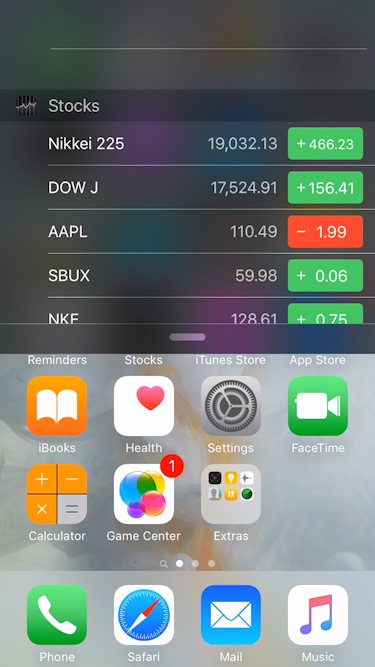 Stocks
Nikkei 225 19,032.13 + 466.23
DOW J 17,524.91 + 156.41
AAPL 110.49 − 1.99
SBUX 59.98 + 0.06
NKE 128.61 + 0.75
Reminders Stocks iTunes Store App Store
iBooks Health Settings FaceTime
1
Calculator Game Center Extras
Phone Safari Mail Music